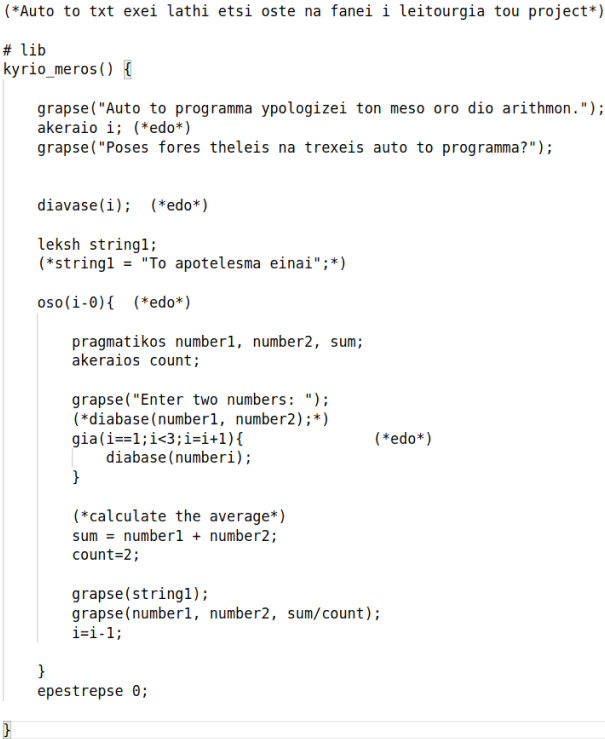 (*Auto to txt exei lathi etsi oste na fanei i leitourgia tou project*)
# lib
kyrio_meros() {
grapse("Auto to programma ypologizei ton meso oro dio arithmon.");
akeraio i; (*edo*)
grapse("Poses fores theleis na trexeis auto to programma?");
diavase(i);  (*edo*)
leksh string1;
(*string1 = "To apotelesma einai";*)
oso(i-0){  (*edo*)
pragmatikos number1, number2, sum;
akeraios count;
grapse("Enter two numbers: ");
(*diabase(number1, number2);*)
gia(i==1;i<3;i=i+1){               (*edo*)
diabase(numberi);
}
(*calculate the average*)
sum = number1 + number2;
count=2;
grapse(string1);
grapse(number1, number2, sum/count);
i=i-1;
}
epestrepse 0;
}